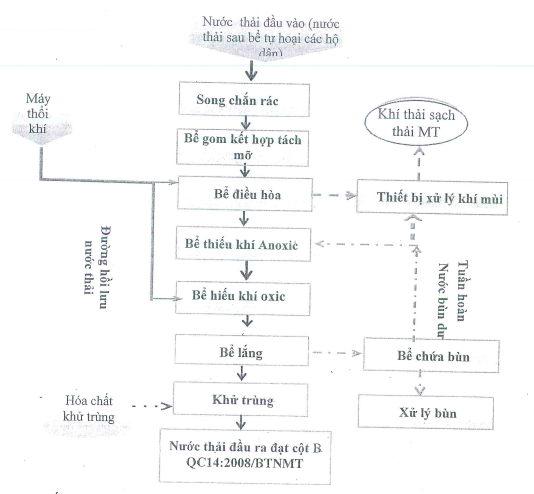 Nước thải đầu vào (nước
thải sau bể tự hoại các hộ
dân)
Máy
thổi
khí
Song chắn rác
Khí thải sạch
thải MT
Bể gom kết hợp tách
mỡ
Bể điều hòa
Thiết bị xử lý khí mùi
Bể thiếu khí Anoxic
Đường hồi lưu
nước thải
Tuần hoàn
Nước bùn dư
Bể hiếu khí oxic
Bể lắng
Bể chứa bùn
Hóa chất
khử trùng
Khử trùng
Xử lý bùn
Nước thải đầu ra đạt cột B
QC14:2008/BTNMT